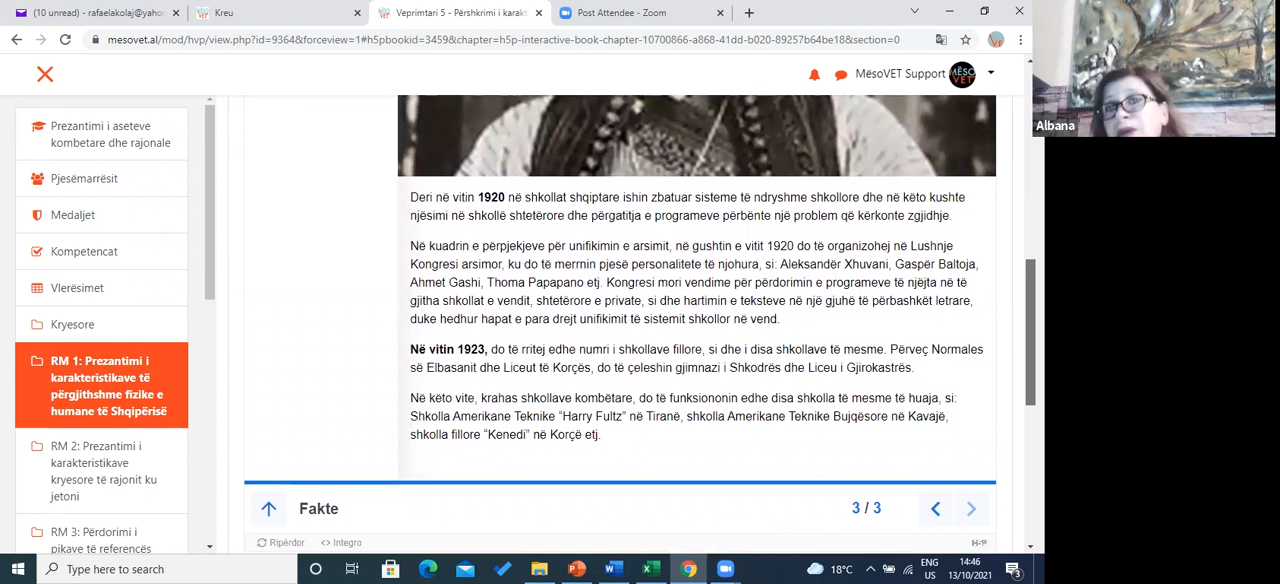 (10 unread) - rafaelakolaj@yaho
Kreu
Veprimtari 5 - Përshkrimi i karakt
Post Attendee - Zoom
mesovet.al/mod/hvp/view.php?id=9364&forceview=1#h5pbookid=3459&chapter=h5p-interactive-book-chapter-10700866-a868-41dd-b020-89257b64be18&section=0
MësoVET Support
MËSO
VET
Albana
Prezantimi i aseteve
kombetare dhe rajonale
Pjesëmarrësit
Medaljet
Kompetencat
Vlerësimet
Kryesore
RM 1: Prezantimi i
karakteristikave të
përgjithshme fizike e
humane të Shqipërisë
RM 2: Prezantimi i
karakteristikave
kryesore të rajonit ku
jetoni
RM 3: Përdorimi i
pikave të referencës
Deri në vitin 1920 në shkollat shqiptare ishin zbatuar sisteme të ndryshme shkollore dhe në këto kushte
njësimi në shkollë shtetërore dhe përgatitja e programeve përbënte një problem që kërkonte zgjidhje.
Në kuadrin e përpjekjeve për unifikimin e arsimit, në gushtin e vitit 1920 do të organizohej në Lushnje
Kongresi arsimor, ku do të merrnin pjesë personalitete të njohura, si: Aleksandër Xhuvani, Gaspër Baltoja,
Ahmet Gashi, Thoma Papapano etj. Kongresi mori vendime për përdorimin e programeve të njëjta në të
gjitha shkollat e vendit, shtetërore e private, si dhe hartimin e teksteve në një gjuhë të përbashkët letrare,
duke hedhur hapat e para drejt unifikimit të sistemit shkollor në vend.
Në vitin 1923, do të rritej edhe numri i shkollave fillore, si dhe i disa shkollave të mesme. Përveç Normales
së Elbasanit dhe Liceut të Korçës, do të çeleshin gjimnazi i Shkodrës dhe Liceu i Gjirokastrës.
Në këto vite, krahas shkollave kombëtare, do të funksiononin edhe disa shkolla të mesme të huaja, si:
Shkolla Amerikane Teknike “Harry Fultz” në Tiranë, shkolla Amerikane Teknike Bujqësore në Kavajë,
shkolla fillore “Kenedi” në Korçë etj.
Fakte
3 / 3
Ripërdor
<> Integro
H-P
Type here to search
18°C
ENG
US
14:46
13/10/2021
3